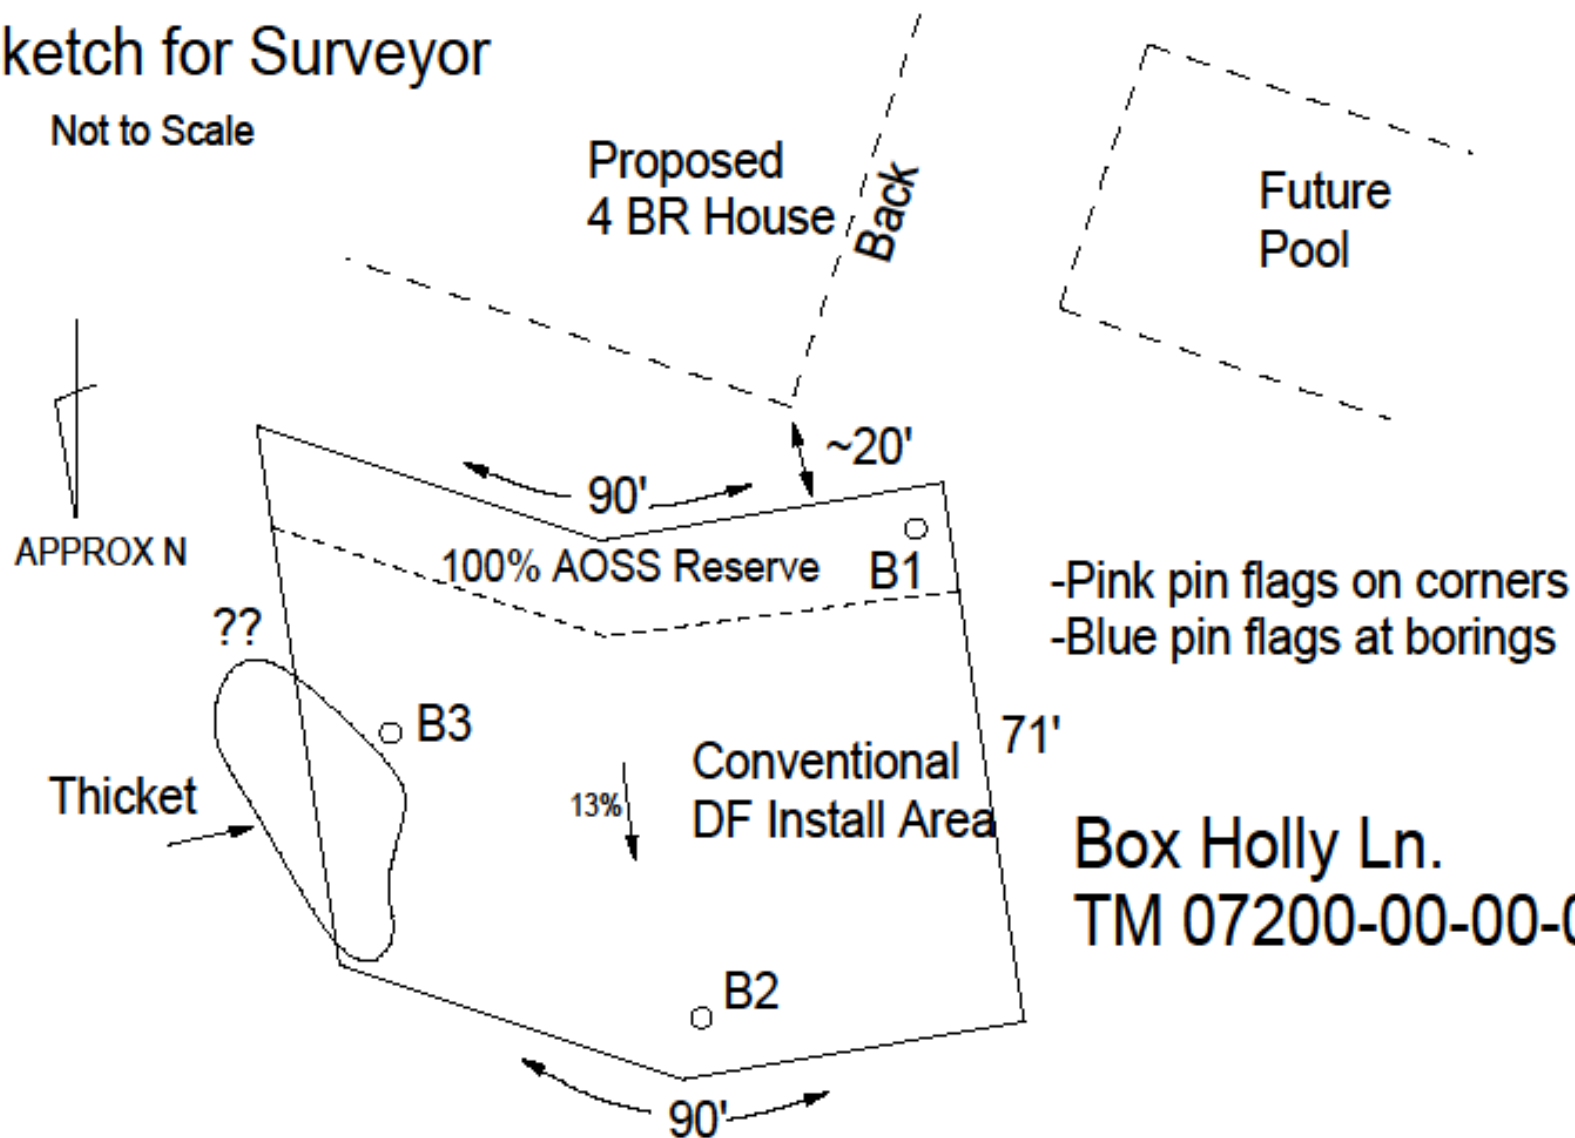 ketch for Surveyor
Not to Scale
Proposed
4 BR House
Back
Future
Pool
~20'
90'
APPROX N
100% AOSS Reserve
B1
-Pink pin flags on corners
-Blue pin flags at borings
??
B3
71'
Thicket
13%
Conventional
DF Install Area
Box Holly Ln.
TM 07200-00-00-
B2
90'